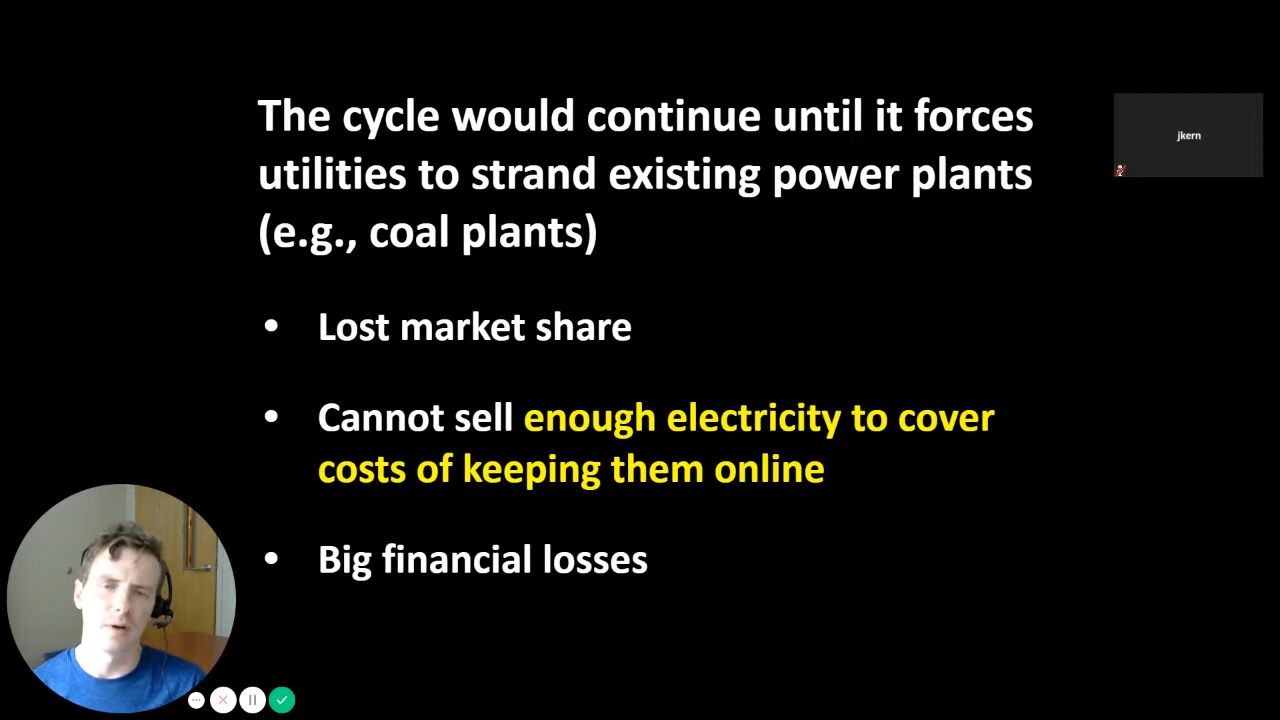 The cycle would continue until it forces
utilities to strand existing power plants
(e.g., coal plants)
jkern
• Lost market share
• Cannot sell enough electricity to cover
costs of keeping them online
• Big financial losses